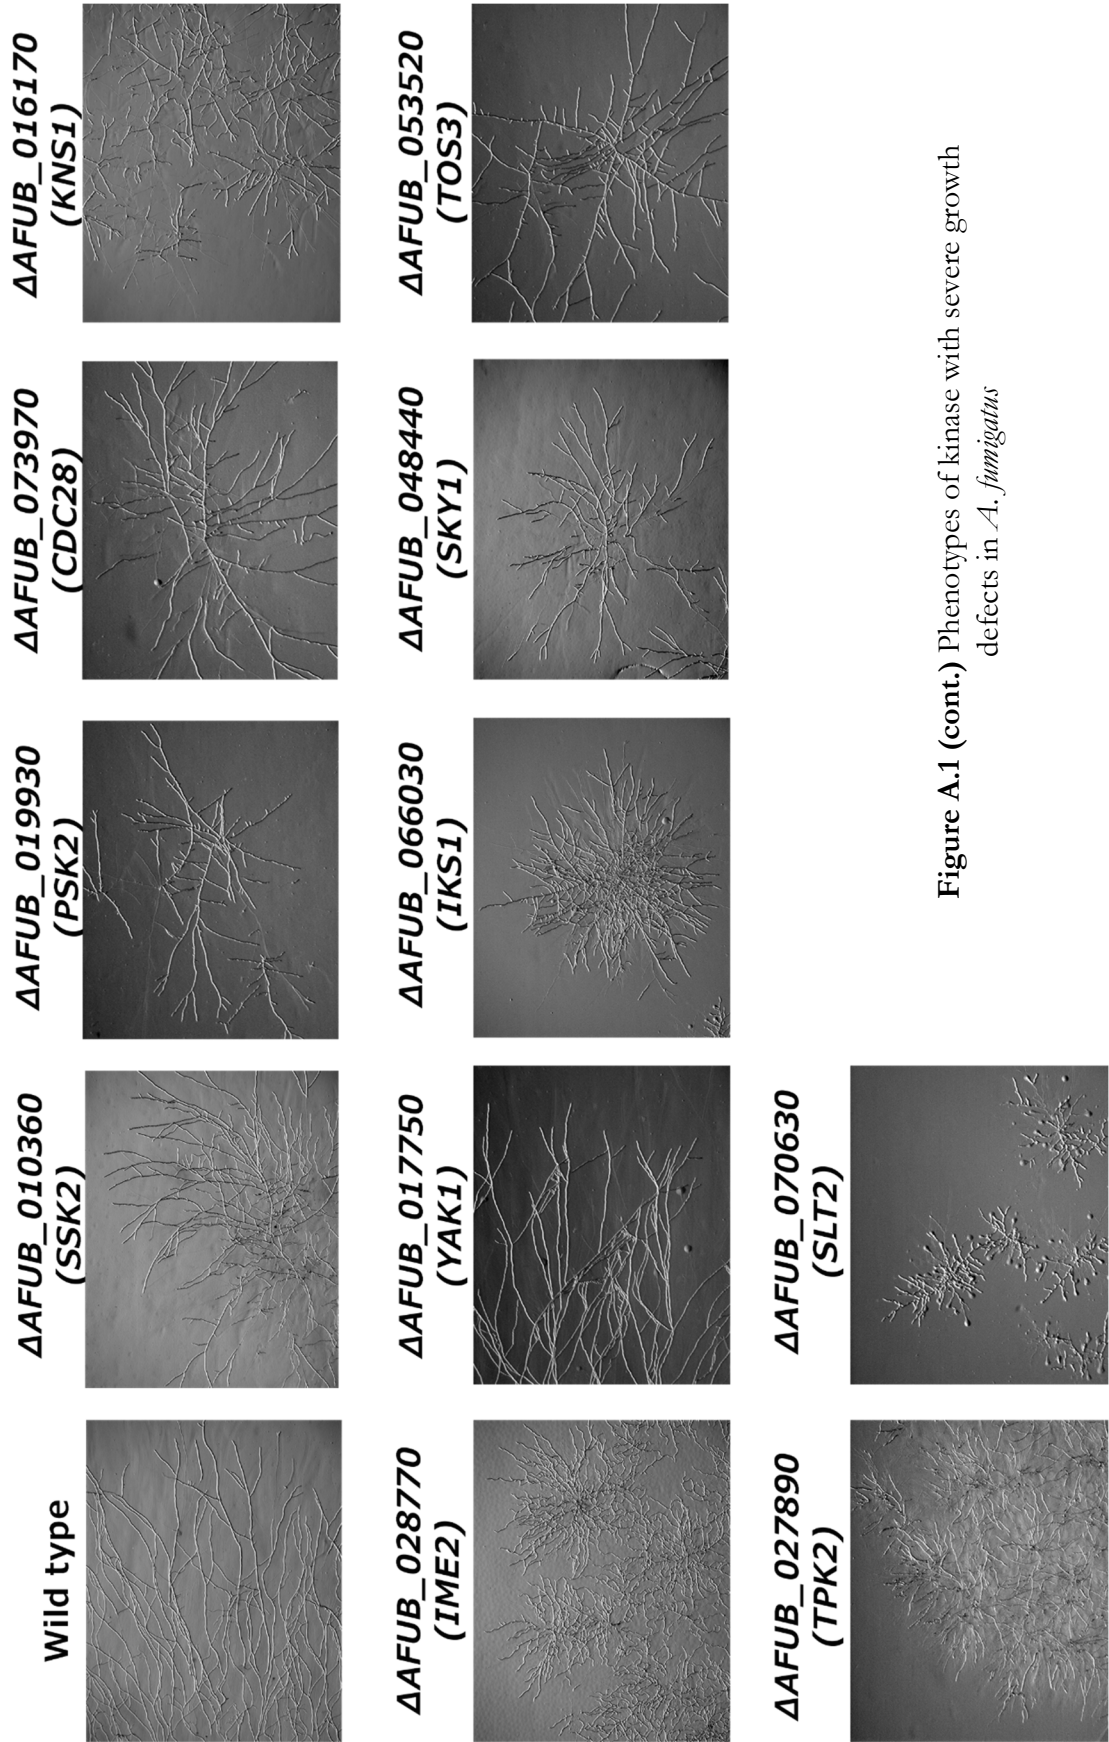 Wild type
ΔAFUB_010360
(SSK2)
ΔAFUB_019930
(PSK2)
ΔAFUB_073970
(CDC28)
ΔAFUB_016170
(KNS1)
ΔAFUB_028770
(IME2)
ΔAFUB_017750
(YAK1)
ΔAFUB_066030
(IKS1)
ΔAFUB_048440
(SKY1)
ΔAFUB_053520
(TOS3)
ΔAFUB_027890
(TPK2)
ΔAFUB_070630
(SLT2)
Figure A.1 (cont.) Phenotypes of kinase with severe growth
defects in A. fumigatus